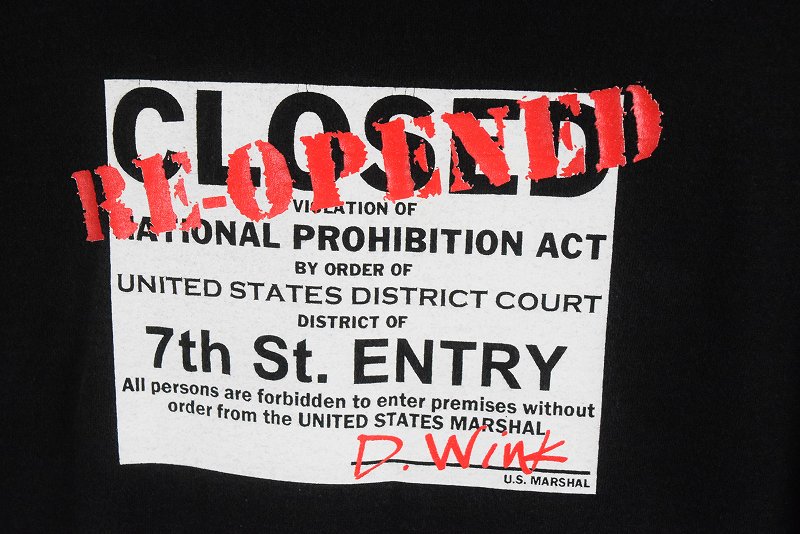 CLOSED
RE-OPENED
VIOLATION OF
NATIONAL PROHIBITION ACT
BY ORDER OF
UNITED STATES DISTRICT COURT
DISTRICT OF
7th St. ENTRY
All persons are forbidden to enter premises without
order from the UNITED STATES MARSHAL
D. Wink
U.S. MARSHAL